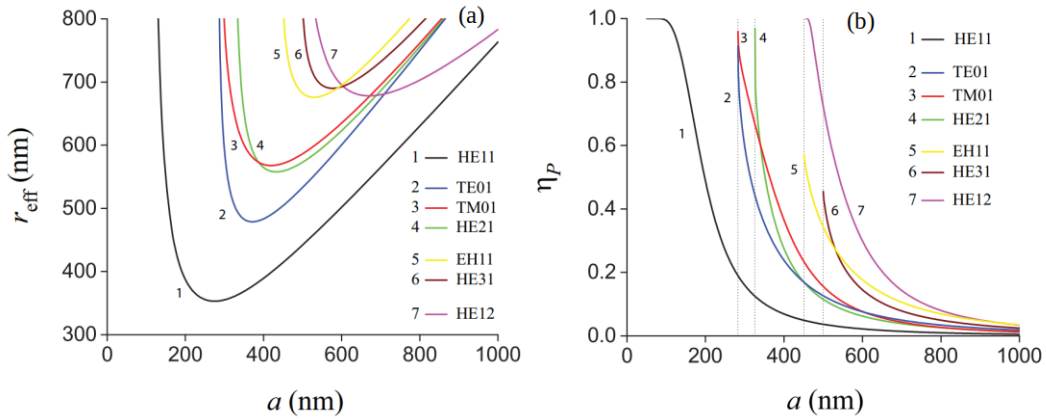 (a)
r_eff (nm)
800
700
600
500
400
300
0
200
400
600
800
1000
a (nm)
1
2
3
4
5
6
7
1 HE11
2 TE01
3 TM01
4 HE21
5 EH11
6 HE31
7 HE12
(b)
η_P
1.0
0.8
0.6
0.4
0.2
0.0
0
200
400
600
800
1000
a (nm)
1
2
3
4
5
6
7
1 HE11
2 TE01
3 TM01
4 HE21
5 EH11
6 HE31
7 HE12